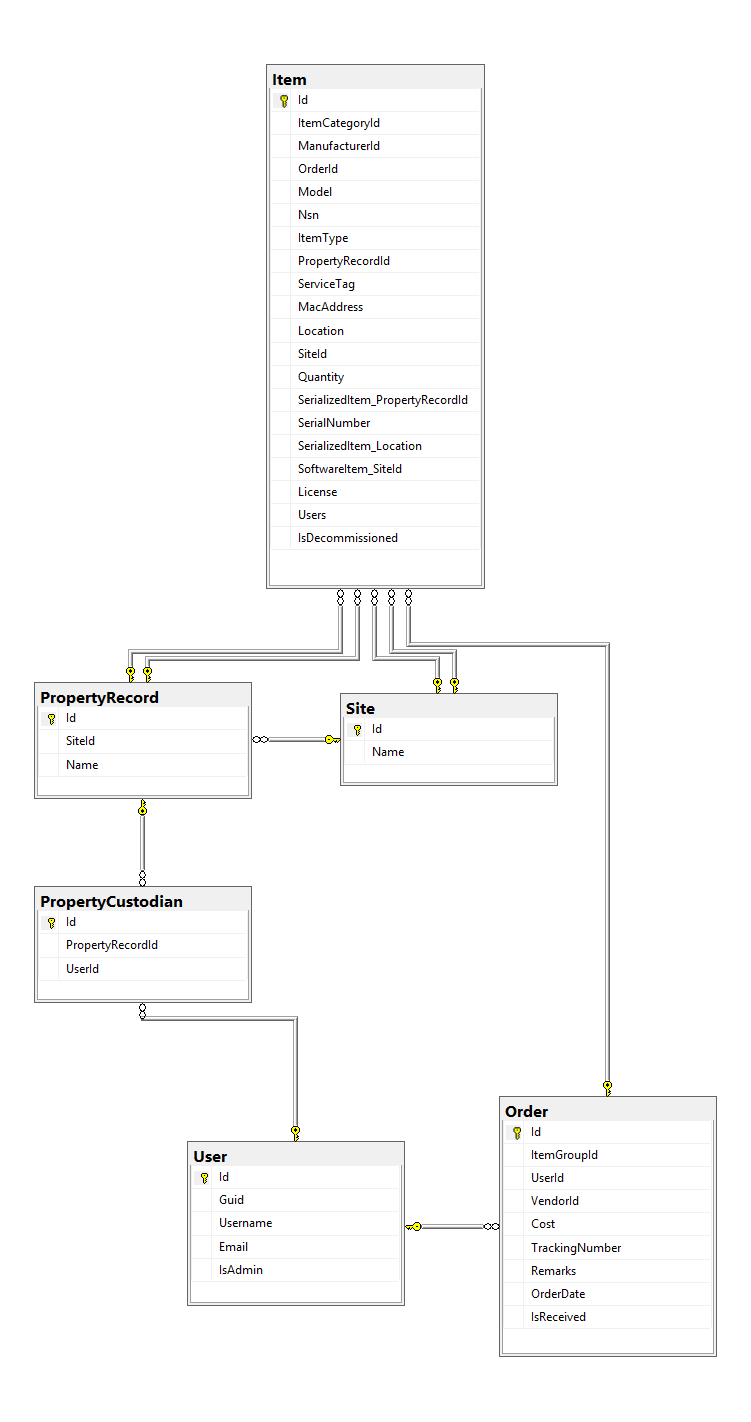 Item
Id
ItemCategoryId
ManufacturerId
OrderId
Model
Nsn
ItemType
PropertyRecordId
ServiceTag
MacAddress
Location
SiteId
Quantity
SerializedItem_PropertyRecordId
SerialNumber
SerializedItem_Location
SoftwareItem_SiteId
License
Users
IsDecommissioned
PropertyRecord
Id
SiteId
Name
Site
Id
Name
PropertyCustodian
Id
PropertyRecordId
UserId
User
Id
Guid
Username
Email
IsAdmin
Order
Id
ItemGroupId
UserId
VendorId
Cost
TrackingNumber
Remarks
OrderDate
IsReceived